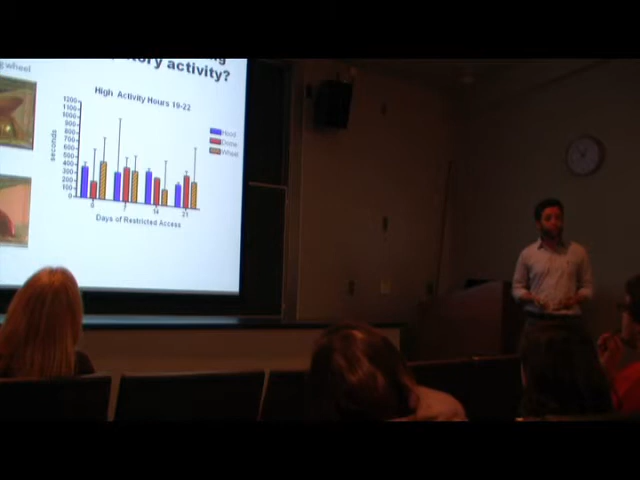 g wheel
ory activity?
High Activity Hours 19-22
1200
1100
1000
900
800
700
600
500
400
300
200
100
0
seconds
Hood
Dome
Wheel
0 7 14 21
Days of Restricted Access